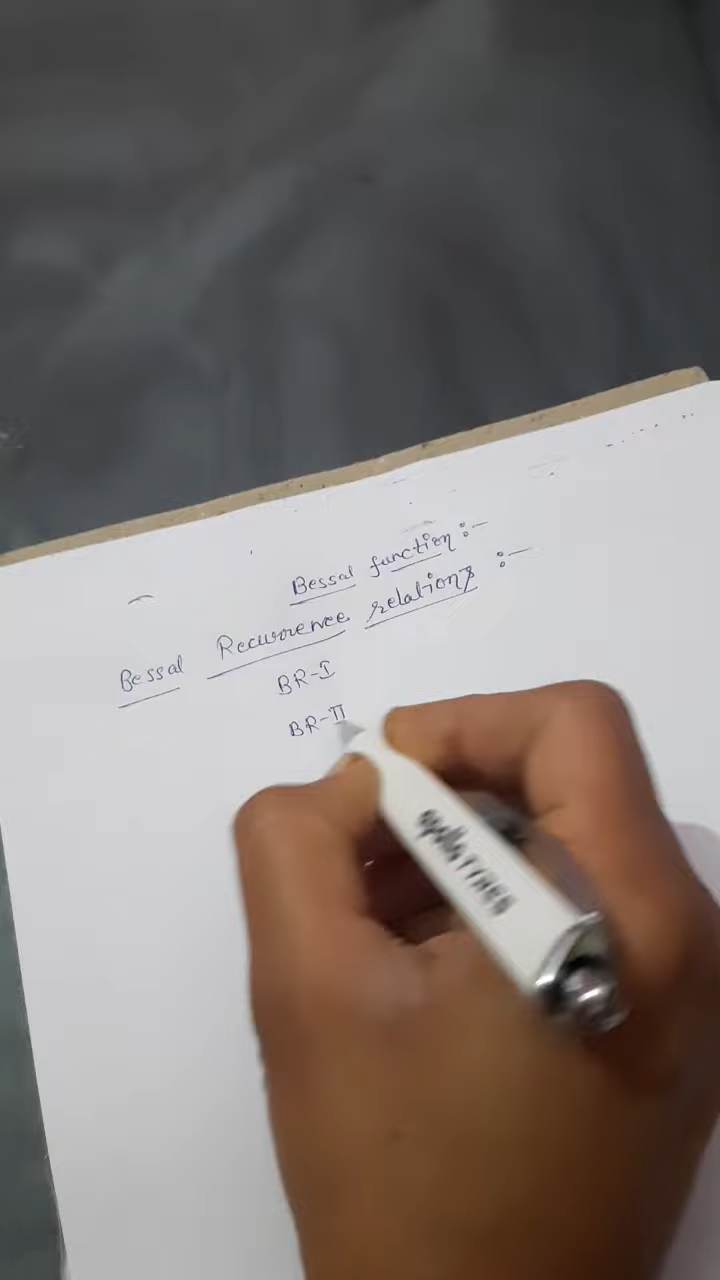 Bessal function :-
Bessal Recurrence relations :-
BR-I
BR-II